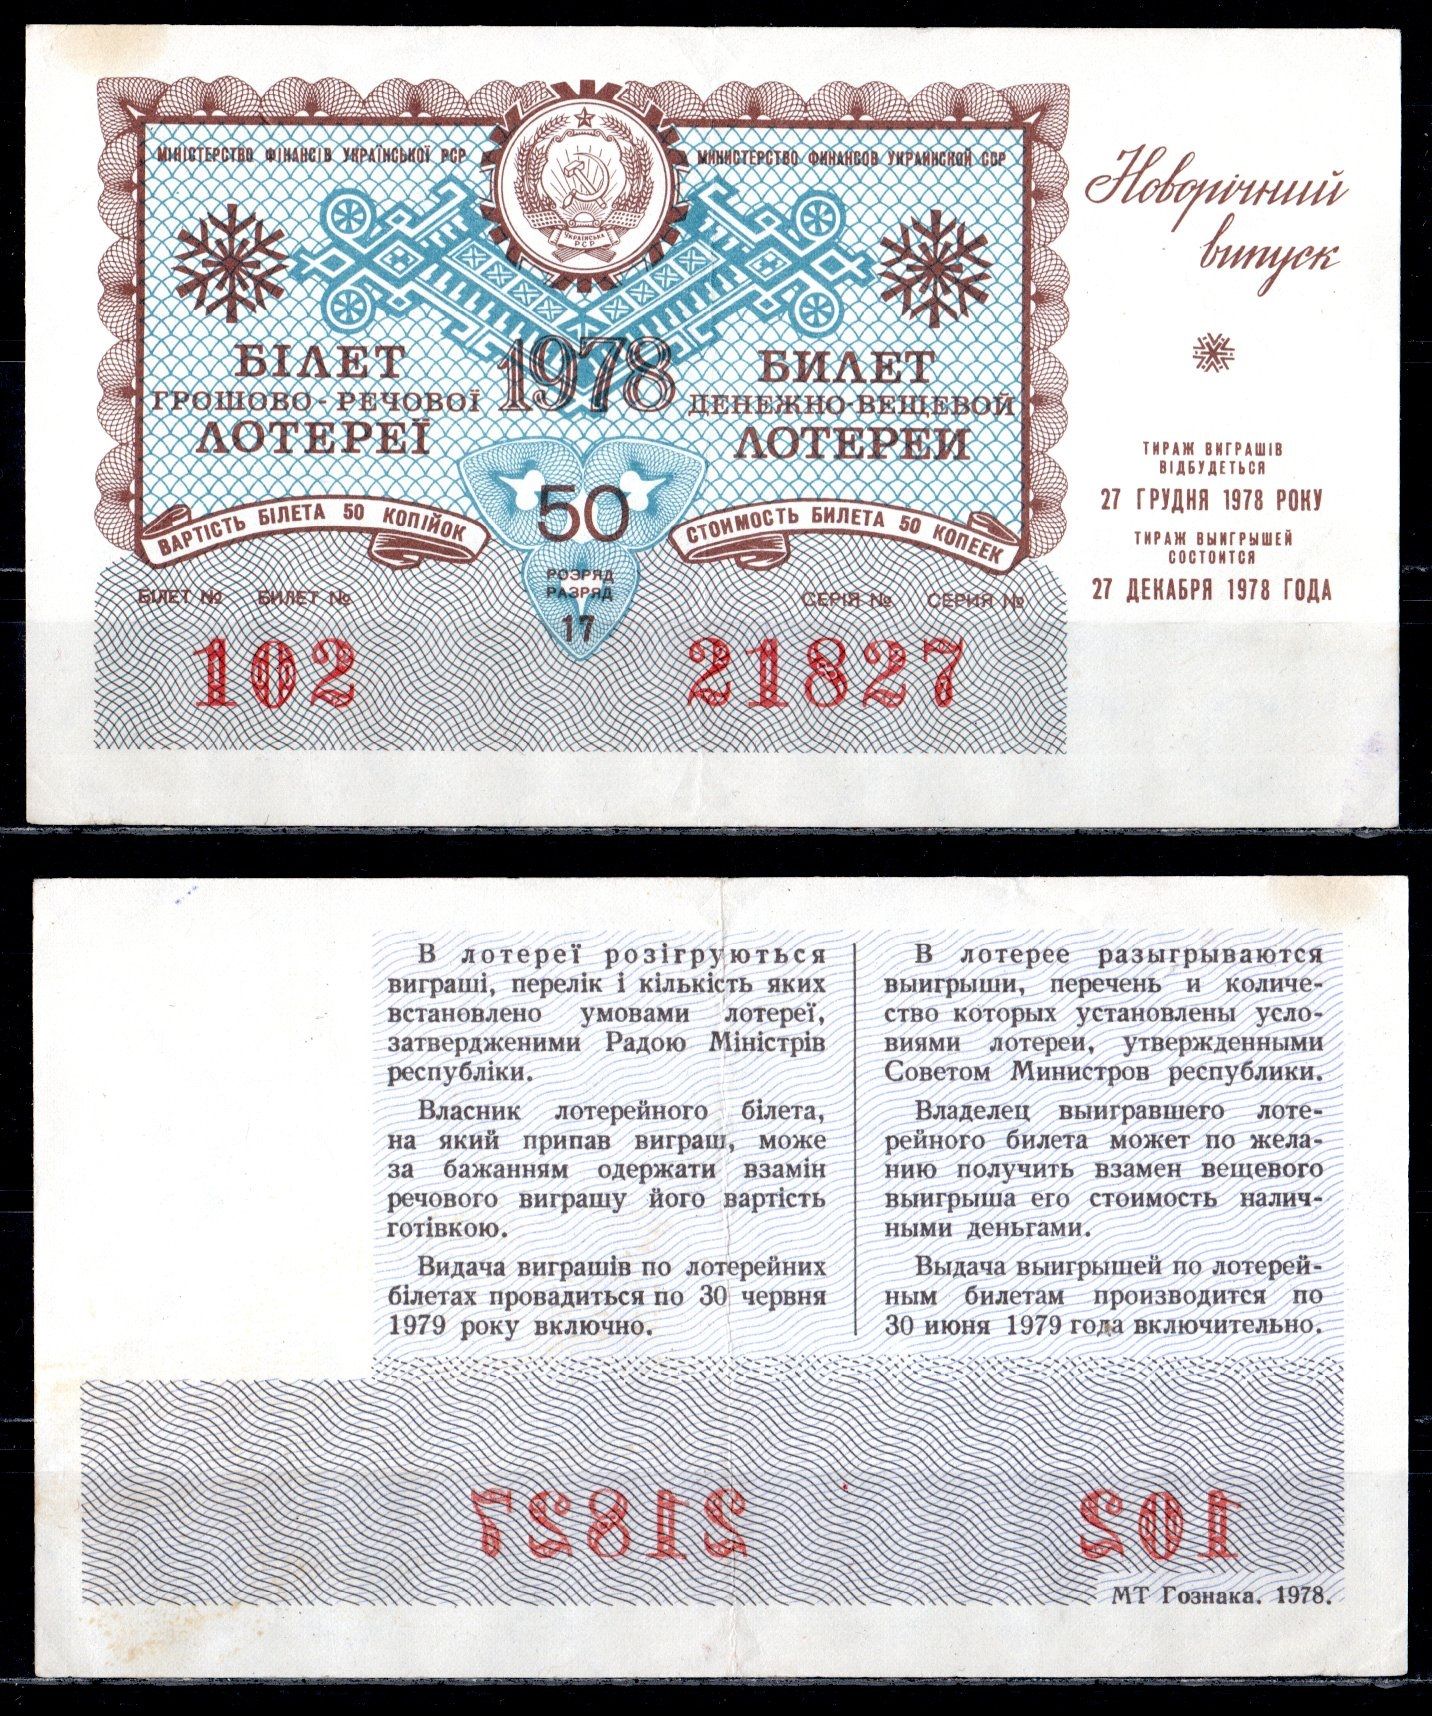 МІНІСТЕРСТВО ФІНАНСІВ УКРАЇНСЬКОЇ РСР
МИНИСТЕРСТВО ФИНАНСОВ УКРАИНСКОЙ ССР
УКРАЇНСЬКА
РСР
БІЛЕТ
ГРОШОВО-РЕЧОВОЇ
ЛОТЕРЕЇ
1978
БИЛЕТ
ДЕНЕЖНО-ВЕЩЕВОЙ
ЛОТЕРЕИ
ВАРТІСТЬ БІЛЕТА 50 КОПІЙОК
50
СТОИМОСТЬ БИЛЕТА 50 КОПЕЕК
РОЗРЯД
РАЗРЯД
17
БІЛЕТ № БИЛЕТ №
102
СЕРІЯ № СЕРИЯ №
21827
Новорічний
випуск
ТИРАЖ ВИГРАШІВ
ВІДБУДЕТЬСЯ
27 ГРУДНЯ 1978 РОКУ
ТИРАЖ ВЫИГРЫШЕЙ
СОСТОИТСЯ
27 ДЕКАБРЯ 1978 ГОДА
В лотереї розігруються
виграші, перелік і кількість яких
встановлено умовами лотереї,
затвердженими Радою Міністрів
республіки.
Власник лотерейного білета,
на який припав виграш, може
за бажанням одержати взамін
речового виграшу його вартість
готівкою.
Видача виграшів по лотерейних
білетах провадиться по 30 червня
1979 року включно.
В лотерее разыгрываются
выигрыши, перечень и количе-
ство которых установлены усло-
виями лотереи, утвержденными
Советом Министров республики.
Владелец выигравшего лоте-
рейного билета может по жела-
нию получить взамен вещевого
выигрыша его стоимость налич-
ными деньгами.
Выдача выигрышей по лотерей-
ным билетам производится по
30 июня 1979 года включительно.
21827
102
МТ Гознака. 1978.